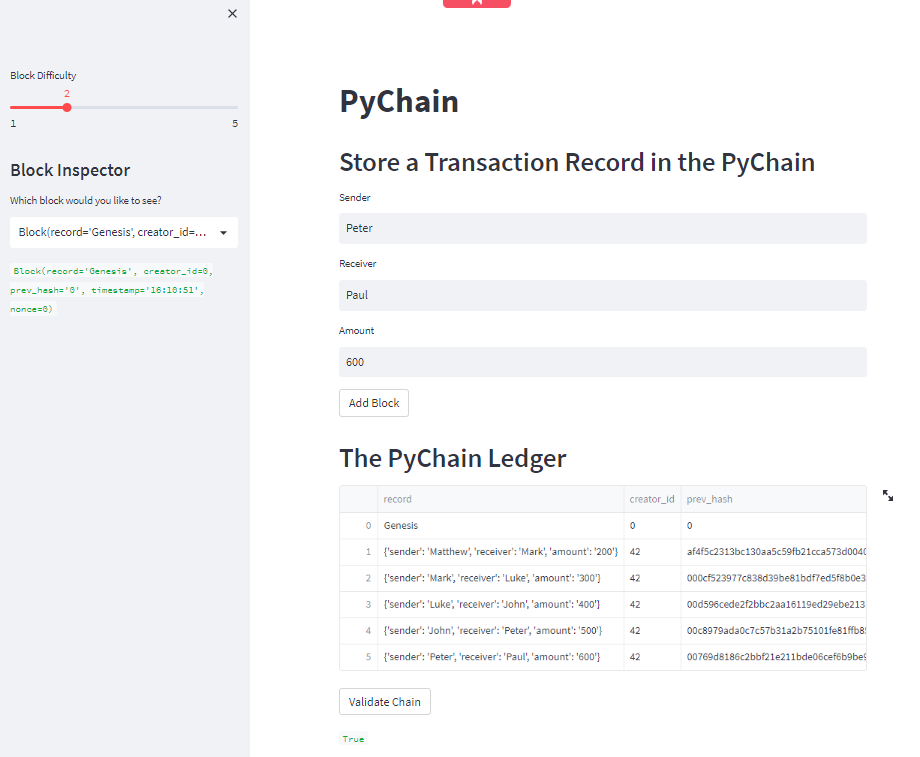 Block Difficulty
2
1 5
Block Inspector
Which block would you like to see?
Block(record='Genesis', creator_id=...
Block(record='Genesis', creator_id=0,
prev_hash='0', timestamp='16:10:51',
nonce=0)
PyChain
Store a Transaction Record in the PyChain
Sender
Peter
Receiver
Paul
Amount
600
Add Block
The PyChain Ledger
record creator_id prev_hash
0 Genesis 0 0
1 {'sender': 'Matthew', 'receiver': 'Mark', 'amount': '200'} 42 af4f5c2313bc130aa5c59fb21cca573d0040
2 {'sender': 'Mark', 'receiver': 'Luke', 'amount': '300'} 42 000cf523977c838d39be81bdf7ed5f8b0e3
3 {'sender': 'Luke', 'receiver': 'John', 'amount': '400'} 42 00d596cede2f2bbc2aa16119ed29ebe213
4 {'sender': 'John', 'receiver': 'Peter', 'amount': '500'} 42 00c8979ada0c7c57b31a2b75101fe81ffb8
5 {'sender': 'Peter', 'receiver': 'Paul', 'amount': '600'} 42 00769d8186c2bbf21e211bde06cef6b9be
Validate Chain
True